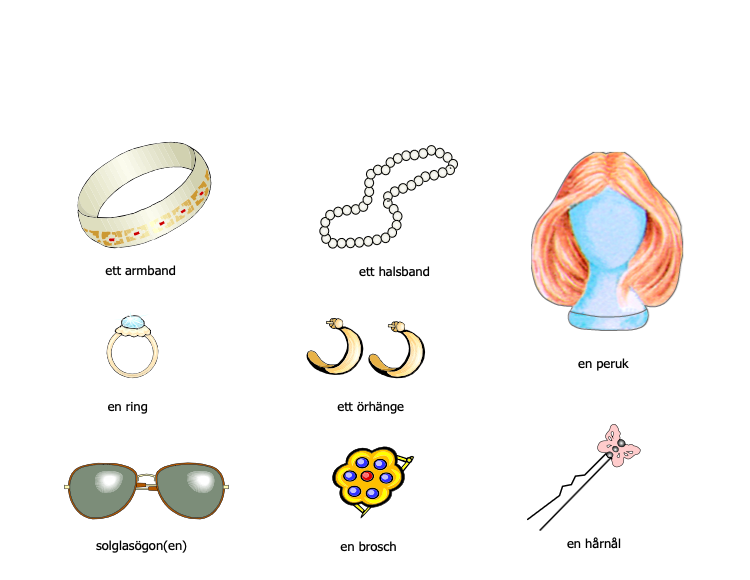 ett armband
ett halsband
en peruk
en ring
ett örhänge
solglasögon(en)
en brosch
en hårnål